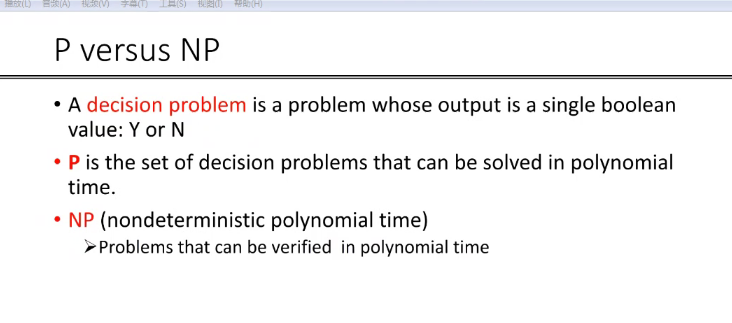 播放(L) 音频(A) 视频(V) 字幕(T) 工具(S) 视图(I) 帮助(H)
P versus NP
• A decision problem is a problem whose output is a single boolean
value: Y or N
• P is the set of decision problems that can be solved in polynomial
time.
• NP (nondeterministic polynomial time)
➢Problems that can be verified in polynomial time